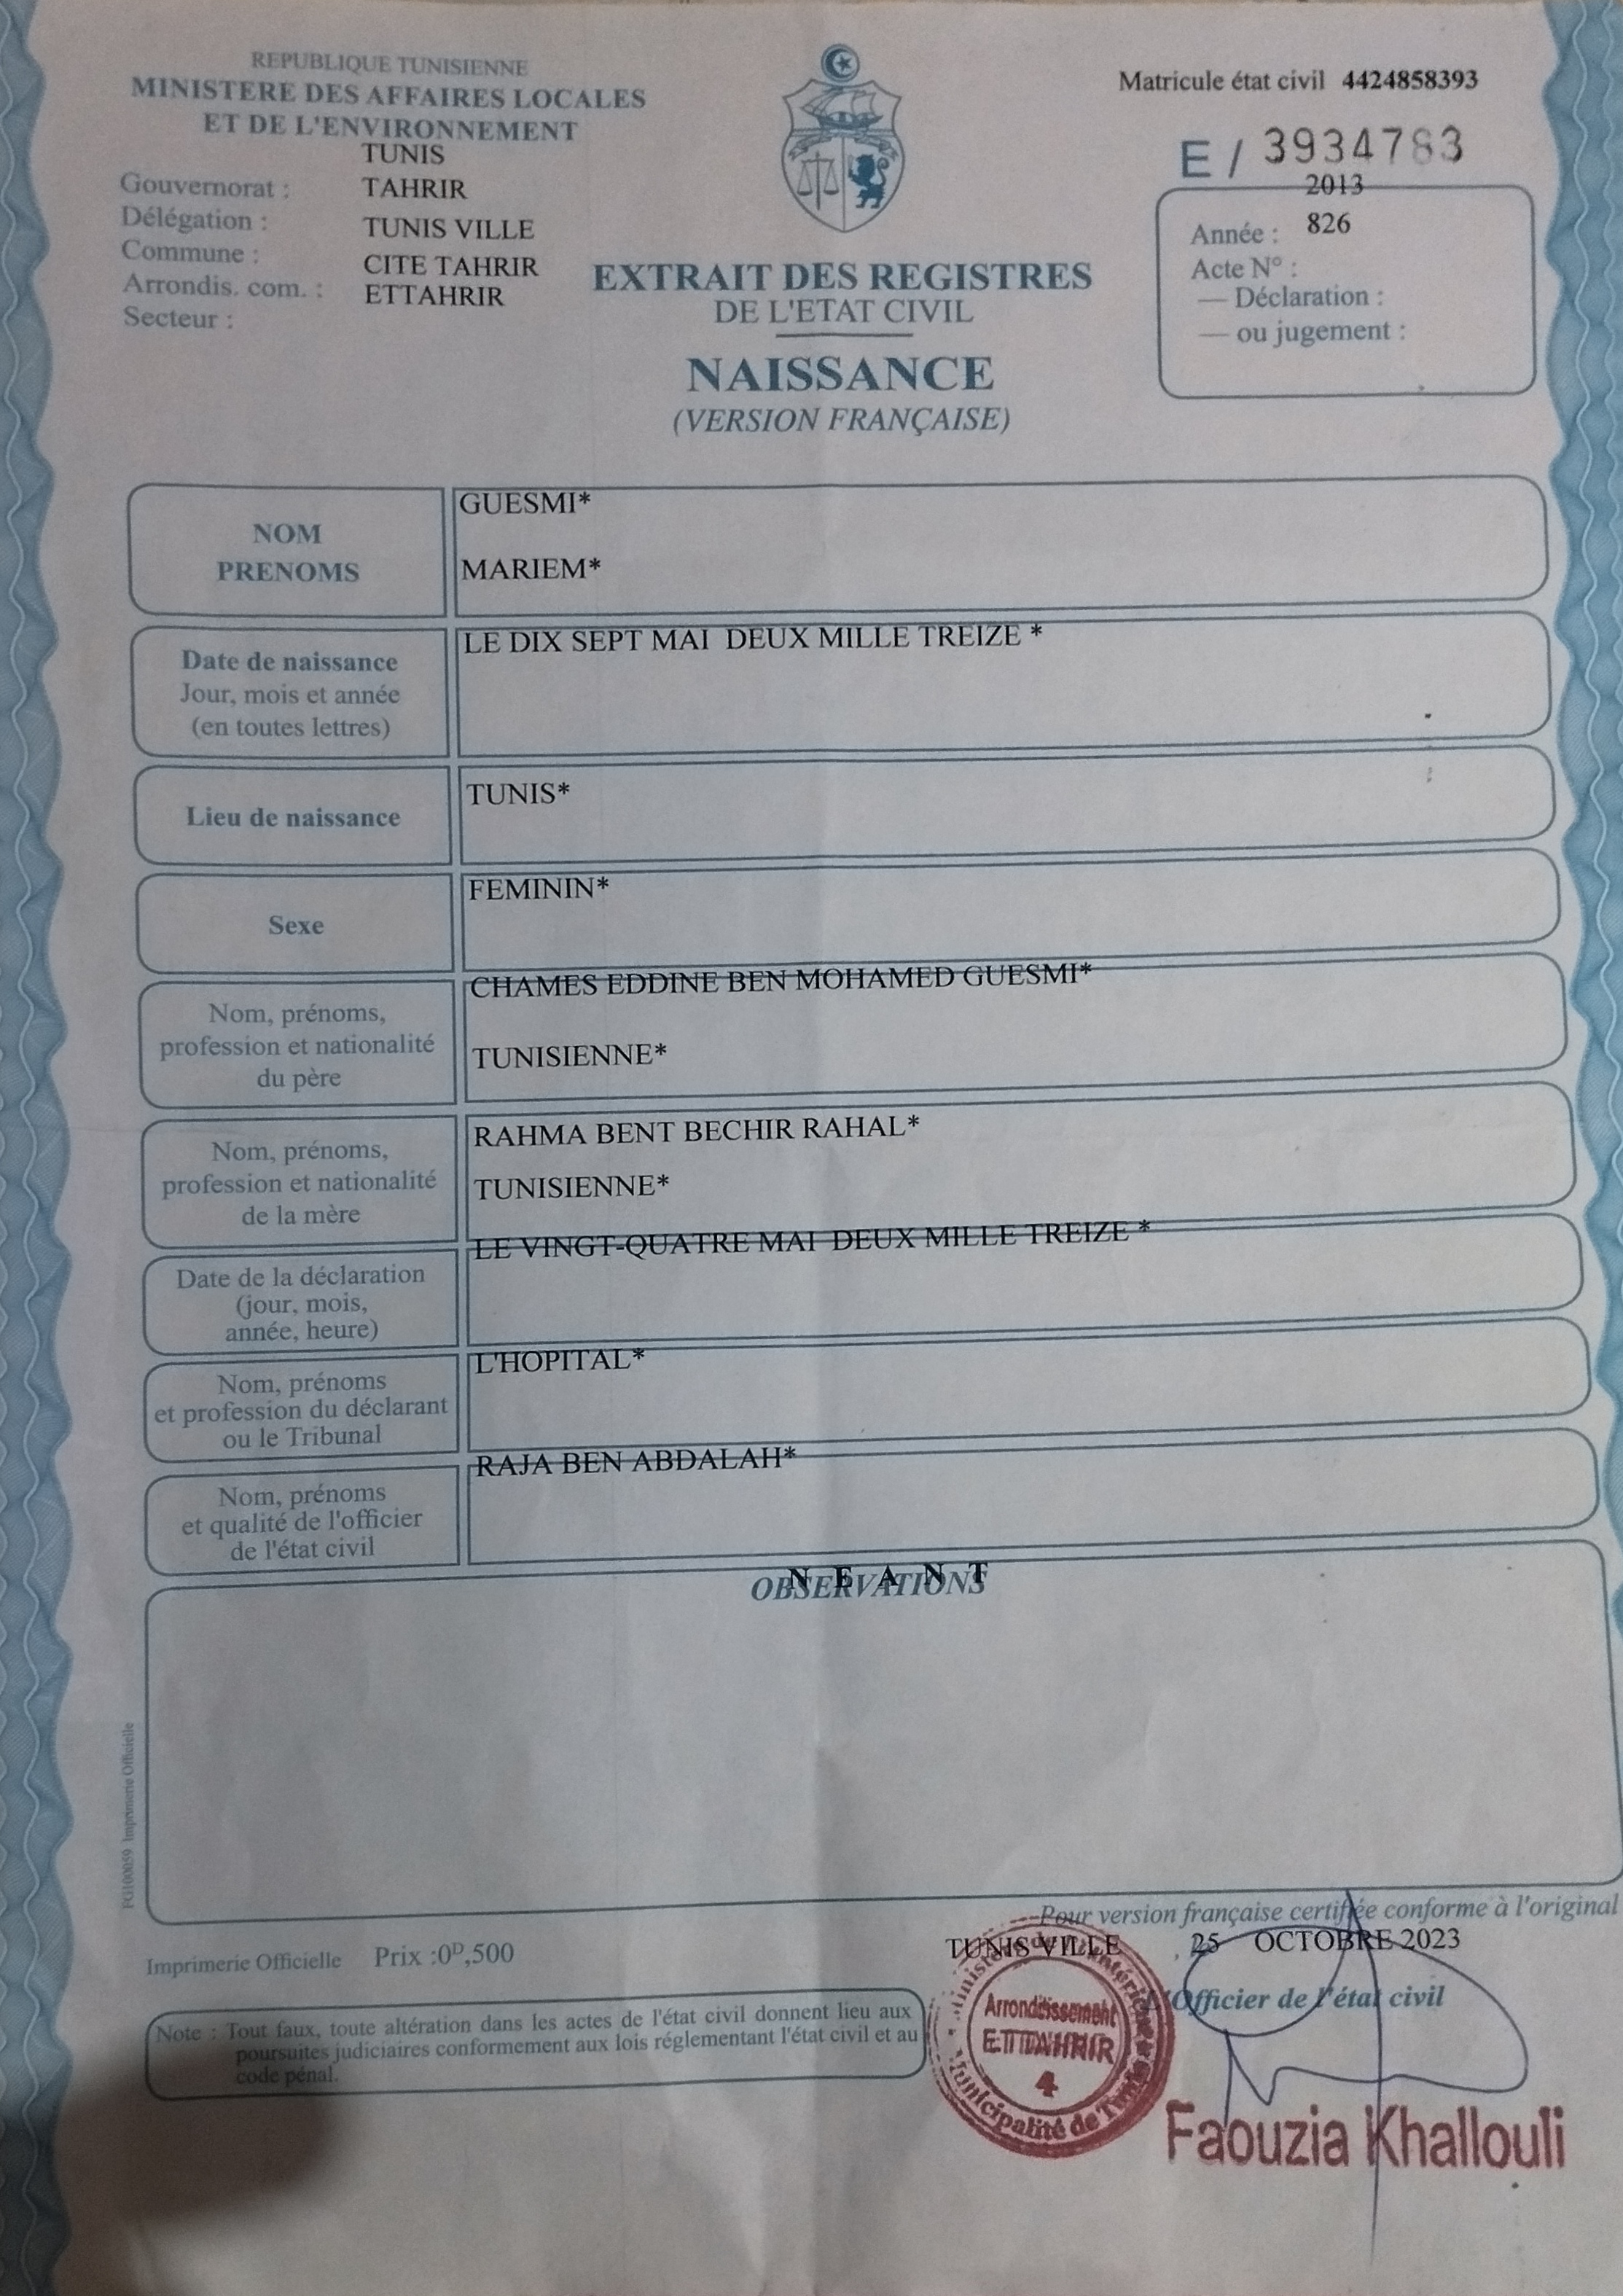 REPUBLIQUE TUNISIENNE
MINISTERE DES AFFAIRES LOCALES
ET DE L'ENVIRONNEMENT
Gouvernorat : TUNIS
Délégation : TAHRIR
Commune : TUNIS VILLE
Arrondis. com. : CITE TAHRIR
Secteur : ETTAHRIR
Matricule état civil 4424858393
E / 3934783
Année : 2013
Acte N° : 826
— Déclaration :
— ou jugement :
EXTRAIT DES REGISTRES
DE L'ETAT CIVIL
NAISSANCE
(VERSION FRANÇAISE)
NOM
PRENOMS
GUESMI*
MARIEM*
Date de naissance
Jour, mois et année
(en toutes lettres)
LE DIX SEPT MAI DEUX MILLE TREIZE *
Lieu de naissance
TUNIS*
Sexe
FEMININ*
Nom, prénoms,
profession et nationalité
du père
CHAMES EDDINE BEN MOHAMED GUESMI*
TUNISIENNE*
Nom, prénoms,
profession et nationalité
de la mère
RAHMA BENT BECHIR RAHAL*
TUNISIENNE*
Date de la déclaration
(jour, mois,
année, heure)
LE VINGT-QUATRE MAI DEUX MILLE TREIZE *
Nom, prénoms
et profession du déclarant
ou le Tribunal
L'HOPITAL*
Nom, prénoms
et qualité de l'officier
de l'état civil
RAJA BEN ABDALAH*
OBSERVATIONS
N E A N T
FG100059 Imprimerie Officielle
Pour version française certifiée conforme à l'original
TUNIS VILLE , 25 OCTOBRE 2023
L'Officier de l'état civil
Imprimerie Officielle Prix :0D,500
Note : Tout faux, toute altération dans les actes de l'état civil donnent lieu aux
poursuites judiciaires conformement aux lois réglementant l'état civil et au
code pénal.
Arrondissement
ETTAHRIR
4
Municipalité de Tunis
Faouzia Khallouli